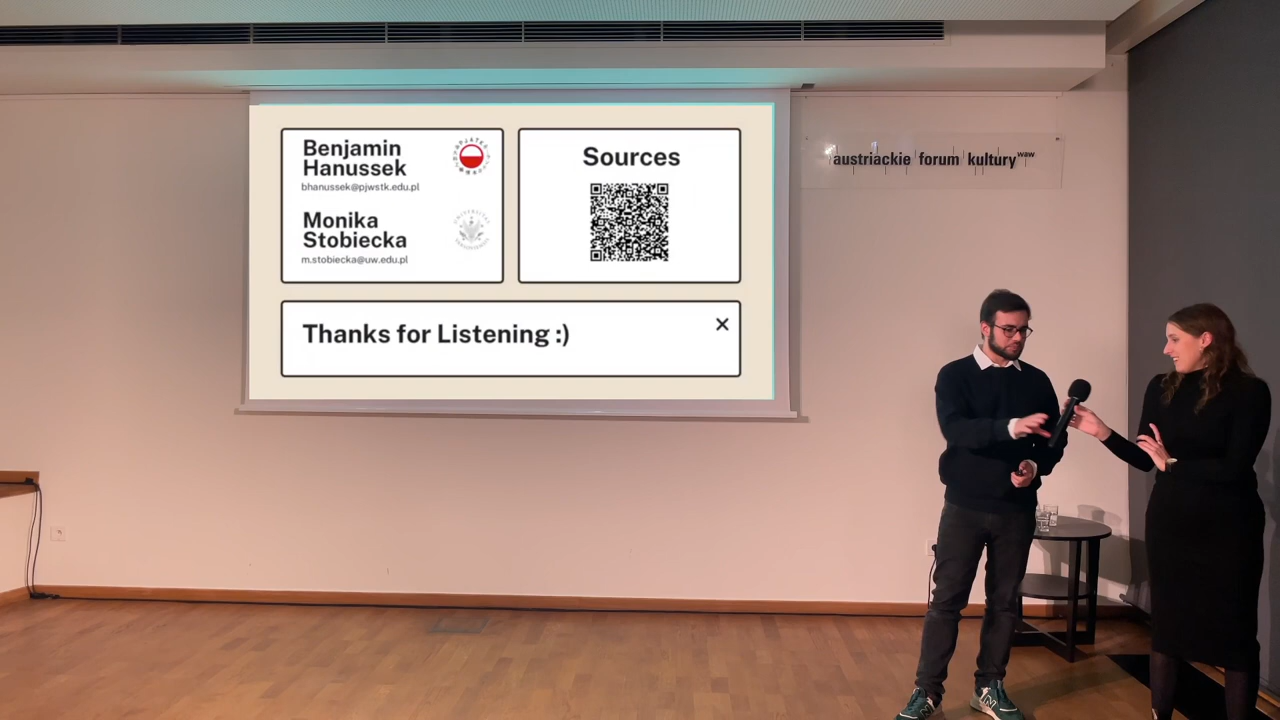 Benjamin
Hanussek
bhanussek@pjwstk.edu.pl
Monika
Stobiecka
m.stobiecka@uw.edu.pl
Sources
Thanks for Listening :)
austriackie forum kultury waw
N